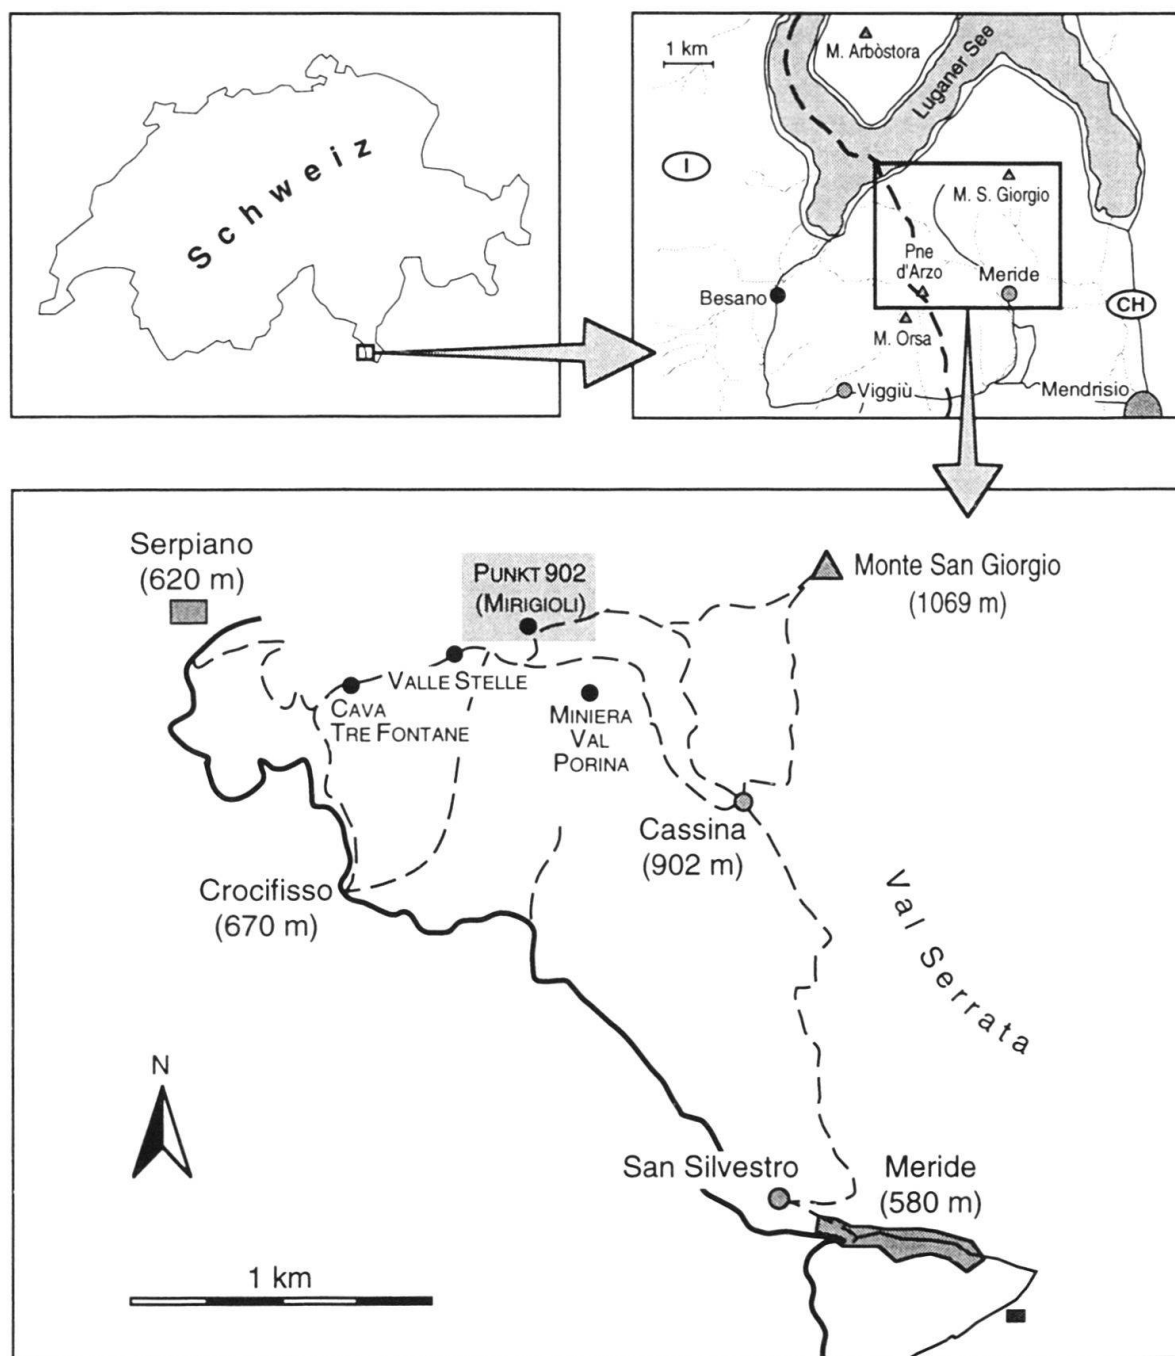 Schweiz
1 km
M. Arbòstora
Luganer See
I
M. S. Giorgio
Pne
d'Arzo
Meride
Besano
CH
M. Orsa
Viggiù
Mendrisio
Serpiano
(620 m)
PUNKT 902
(MIRIGIOLI)
Monte San Giorgio
(1069 m)
VALLE STELLE
CAVA
TRE FONTANE
MINIERA
VAL
PORINA
Cassina
(902 m)
Crocifisso
(670 m)
Val Serrata
N
San Silvestro
Meride
(580 m)
1 km